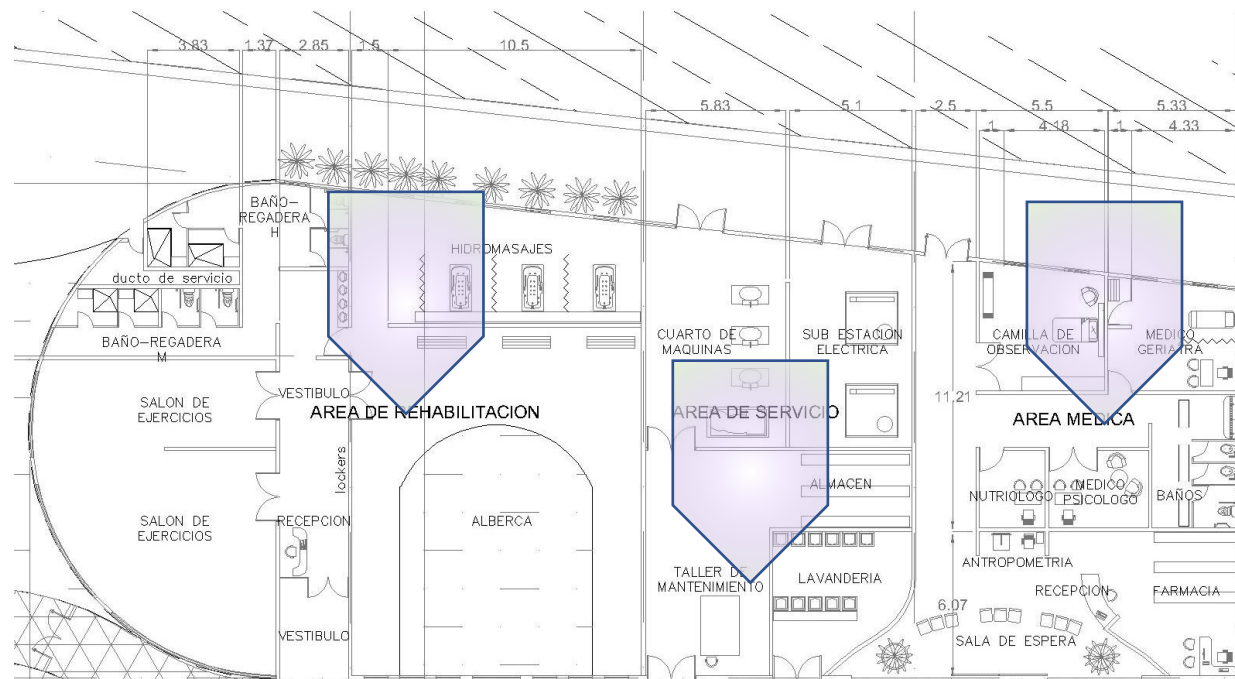 3.83
1.37
2.85
1.5
10.5
5.83
5.1
2.5
5.5
5.33
1
4.18
1
4.33
BAÑO-
REGADERA
H
HIDROMASAJES
ducto de servicio
BAÑO-REGADERA
M
CUARTO DE
MAQUINAS
SUB ESTACION
ELECTRICA
CAMILLA DE
OBSERVACION
MEDICO
GERIATRA
VESTIBULO
SALON DE
EJERCICIOS
AREA DE REHABILITACION
AREA DE SERVICIO
11.21
AREA MEDICA
lockers
ALMACEN
NUTRIOLOGO
MEDICO
PSICOLOGO
BAÑOS
SALON DE
EJERCICIOS
RECEPCION
ALBERCA
TALLER DE
MANTENIMIENTO
LAVANDERIA
ANTROPOMETRIA
RECEPCION
FARMACIA
6.07
VESTIBULO
SALA DE ESPERA